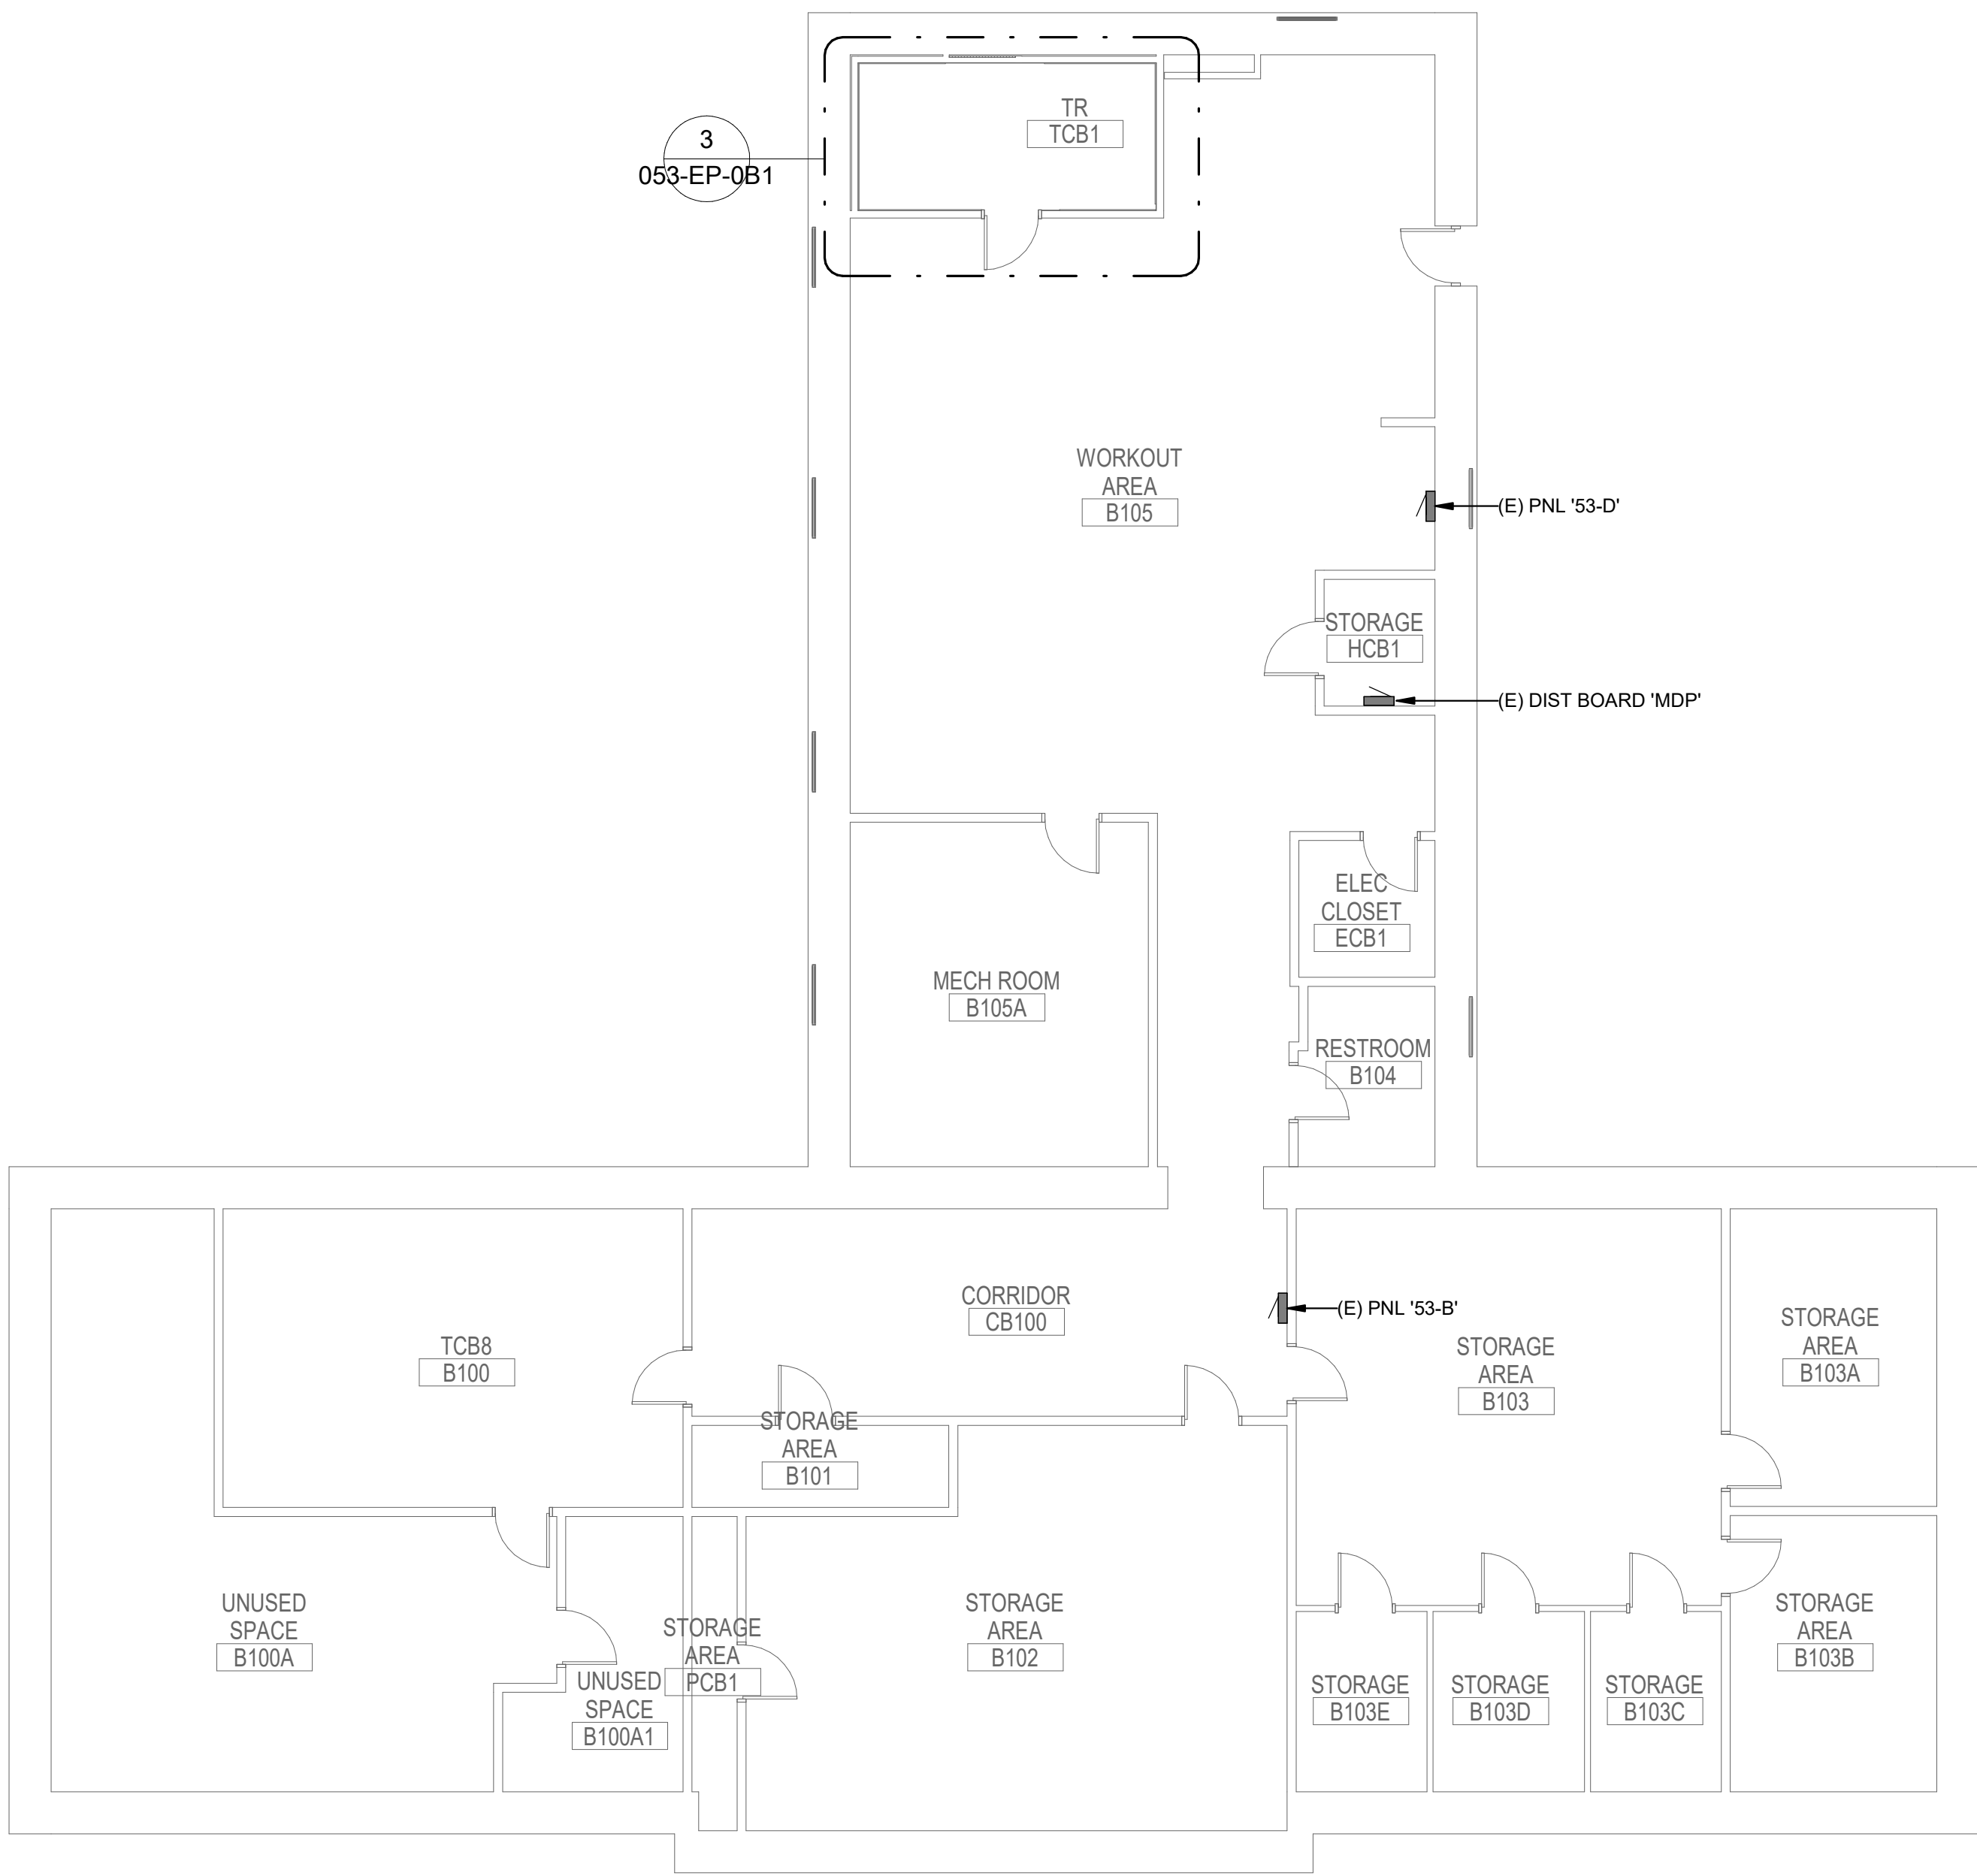 3
053-EP-0B1
TR
TCB1
WORKOUT
AREA
B105
(E) PNL '53-D'
STORAGE
HCB1
(E) DIST BOARD 'MDP'
ELEC
CLOSET
ECB1
MECH ROOM
B105A
RESTROOM
B104
CORRIDOR
CB100
(E) PNL '53-B'
TCB8
B100
STORAGE
AREA
B101
STORAGE
AREA
B103
STORAGE
AREA
B103A
UNUSED
SPACE
B100A
UNUSED
SPACE
B100A1
STORAGE
AREA
PCB1
STORAGE
AREA
B102
STORAGE
B103E
STORAGE
B103D
STORAGE
B103C
STORAGE
AREA
B103B